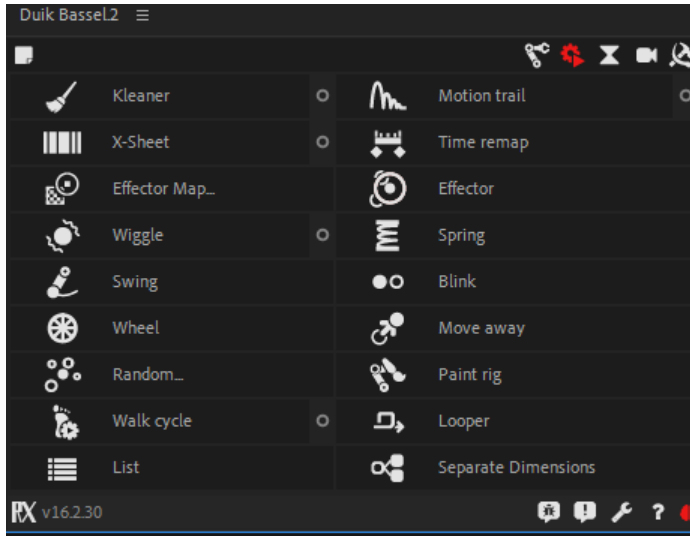 Duik Bassel.2
Kleaner
Motion trail
X-Sheet
Time remap
Effector Map...
Effector
Wiggle
Spring
Swing
Blink
Wheel
Move away
Random...
Paint rig
Walk cycle
Looper
List
Separate Dimensions
RX v16.2.30
?